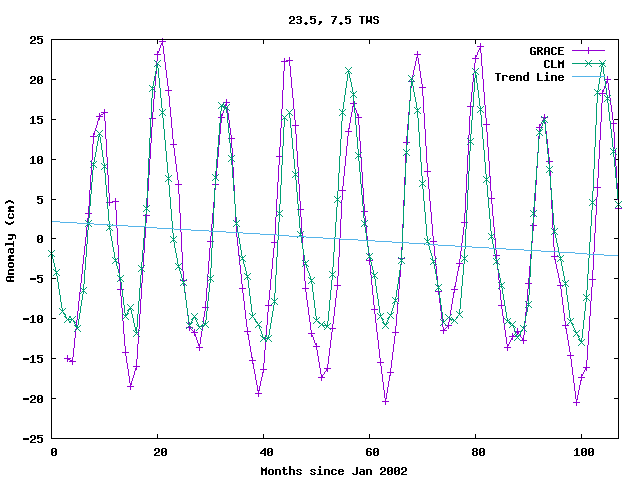 23.5, 7.5 TWS
GRACE
CLM
Trend Line
Anomaly (cm)
25
20
15
10
5
0
-5
-10
-15
-20
-25
0 20 40 60 80 100
Months since Jan 2002